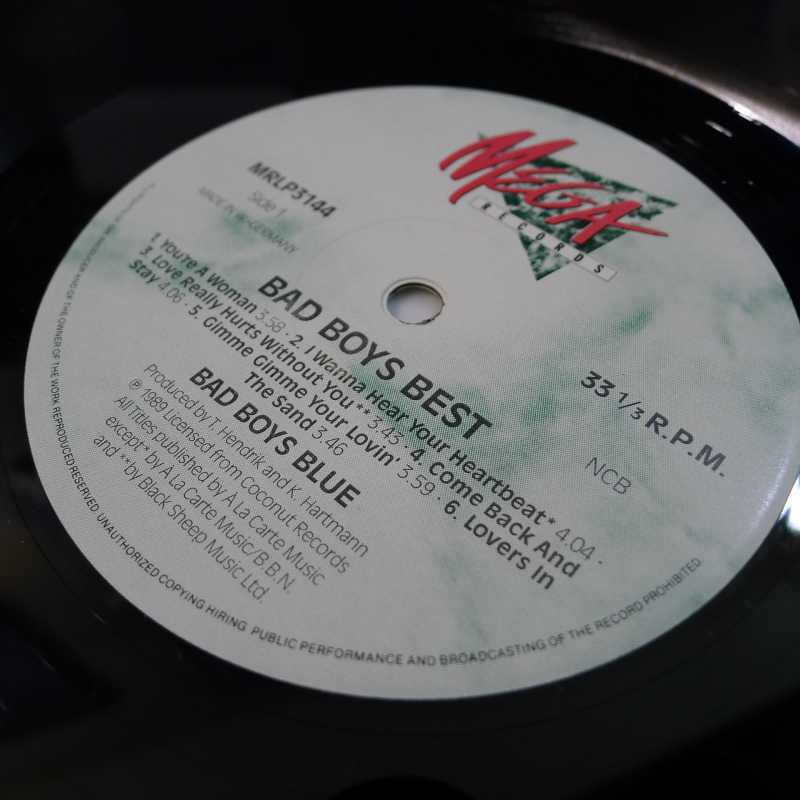 MEGA
RECORDS
MRLP3144
Side 1
MADE IN W-GERMANY
33 1/3 R.P.M.
NCB
BAD BOYS BEST
1. You're A Woman 3.58 · 2. I Wanna Hear Your Heartbeat* 4.04 ·
3. Love Really Hurts Without You ** 3.43 · 4. Come Back And
Stay 4.06 · 5. Gimme Gimme Your Lovin' 3.59 · 6. Lovers In
The Sand 3.46
BAD BOYS BLUE
Produced by T. Hendrik and K. Hartmann
℗ 1989 Licensed from Coconut Records
All Titles published by À La Carte Music
except* by À La Carte Music/B.B.N.
and **by Black Sheep Music Ltd.
AND OF THE OWNER OF THE WORK REPRODUCED RESERVED. UNAUTHORIZED COPYING HIRING PUBLIC PERFORMANCE AND BROADCASTING OF THE RECORD PROHIBITED